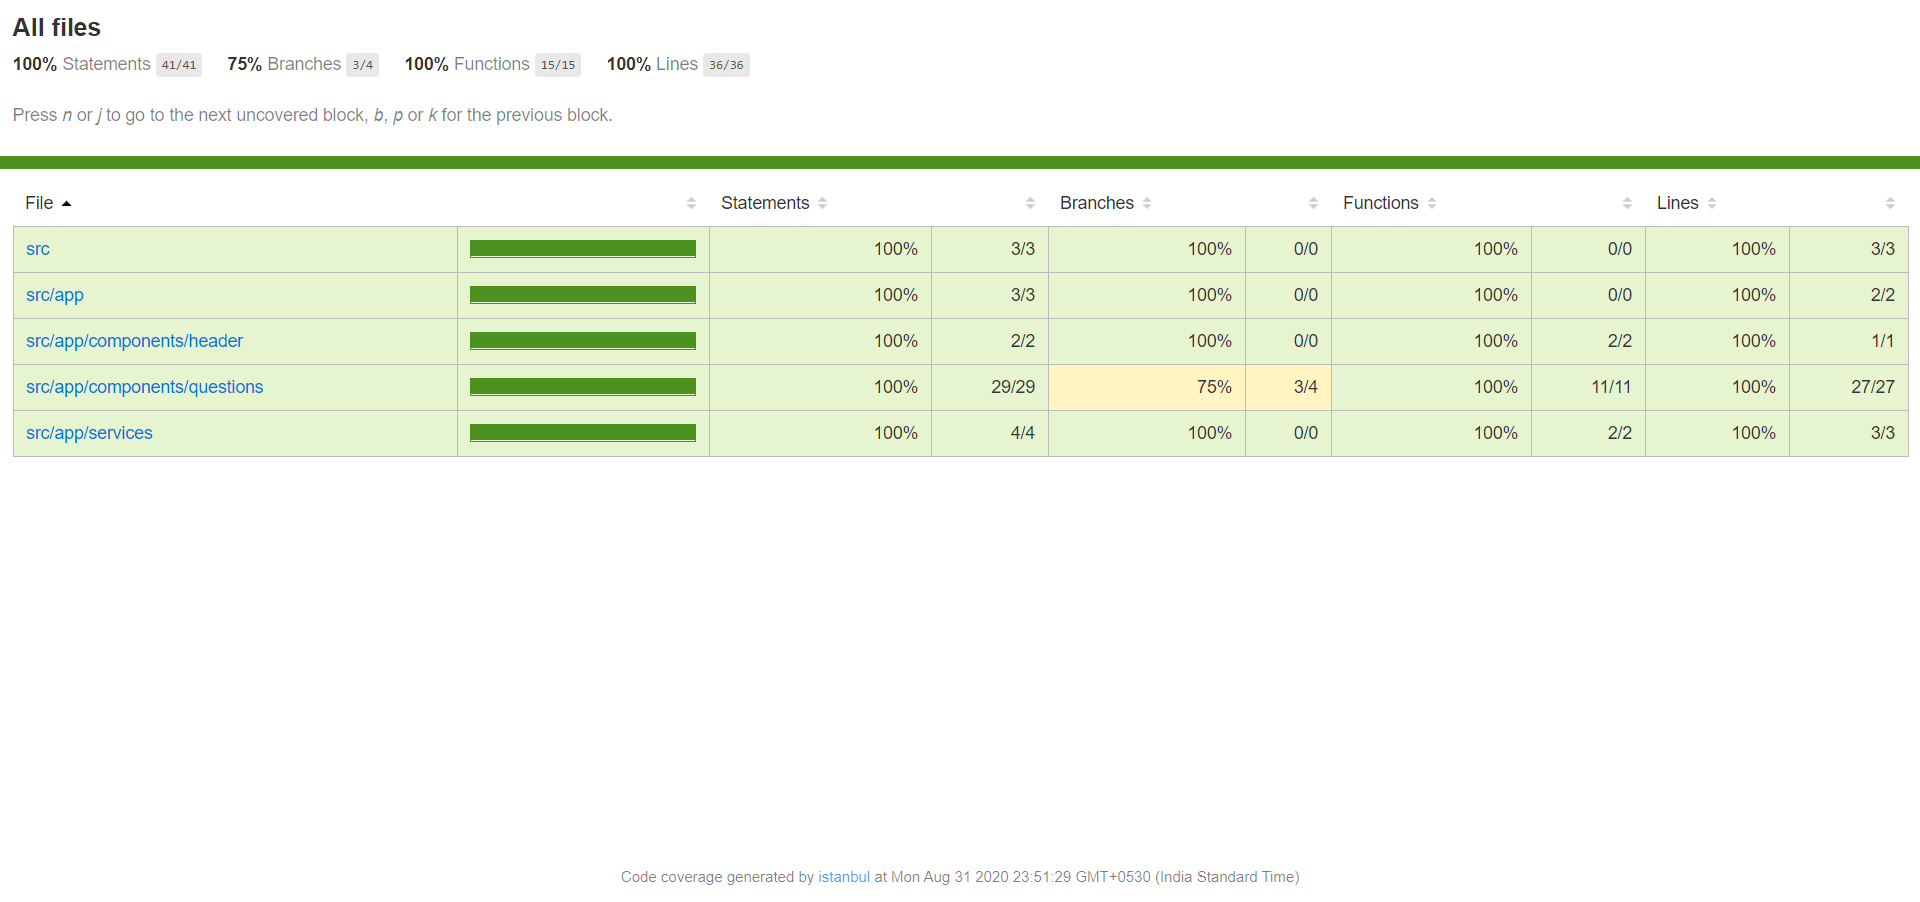 All files
100% Statements 41/41 75% Branches 3/4 100% Functions 15/15 100% Lines 36/36
Press n or j to go to the next uncovered block, b, p or k for the previous block.
File Statements Branches Functions Lines
src 100% 3/3 100% 0/0 100% 0/0 100% 3/3
src/app 100% 3/3 100% 0/0 100% 0/0 100% 2/2
src/app/components/header 100% 2/2 100% 0/0 100% 2/2 100% 1/1
src/app/components/questions 100% 29/29 75% 3/4 100% 11/11 100% 27/27
src/app/services 100% 4/4 100% 0/0 100% 2/2 100% 3/3
Code coverage generated by istanbul at Mon Aug 31 2020 23:51:29 GMT+0530 (India Standard Time)